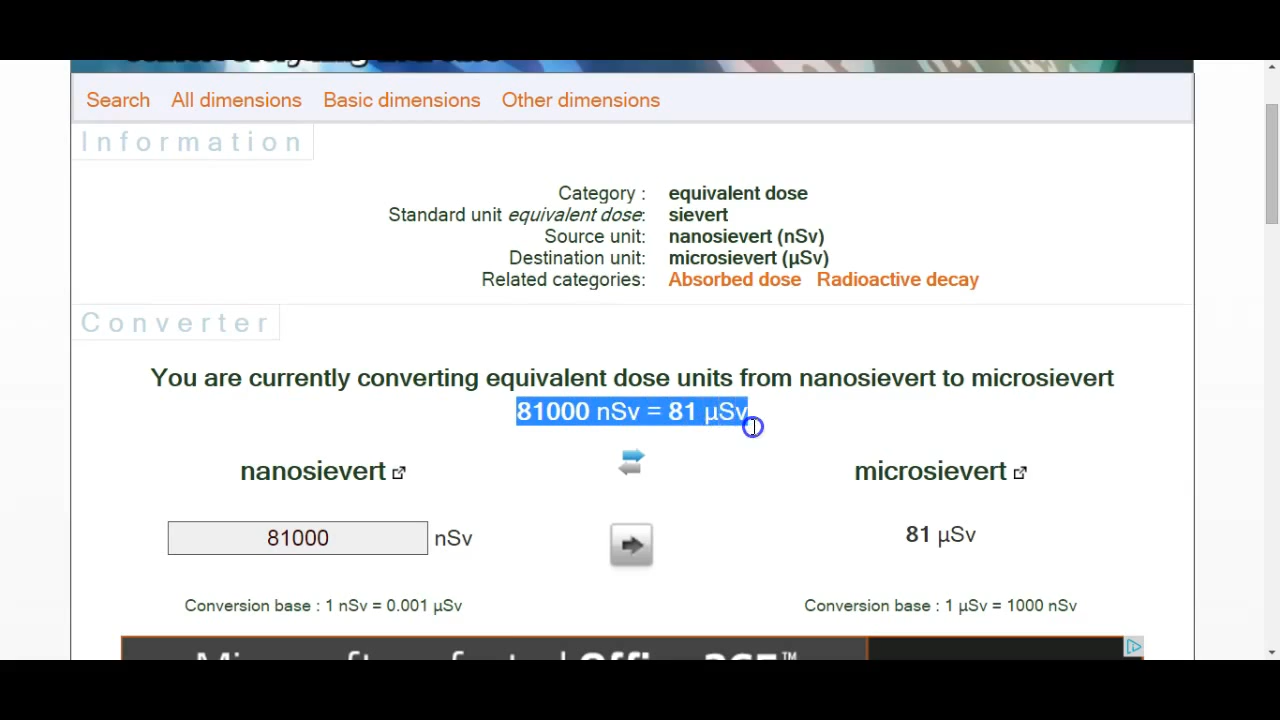 Search All dimensions Basic dimensions Other dimensions
Information
Category : equivalent dose
Standard unit equivalent dose: sievert
Source unit: nanosievert (nSv)
Destination unit: microsievert (µSv)
Related categories: Absorbed dose Radioactive decay
Converter
You are currently converting equivalent dose units from nanosievert to microsievert
81000 nSv = 81 µSv
nanosievert microsievert
81000 nSv 81 µSv
Conversion base : 1 nSv = 0.001 µSv Conversion base : 1 µSv = 1000 nSv